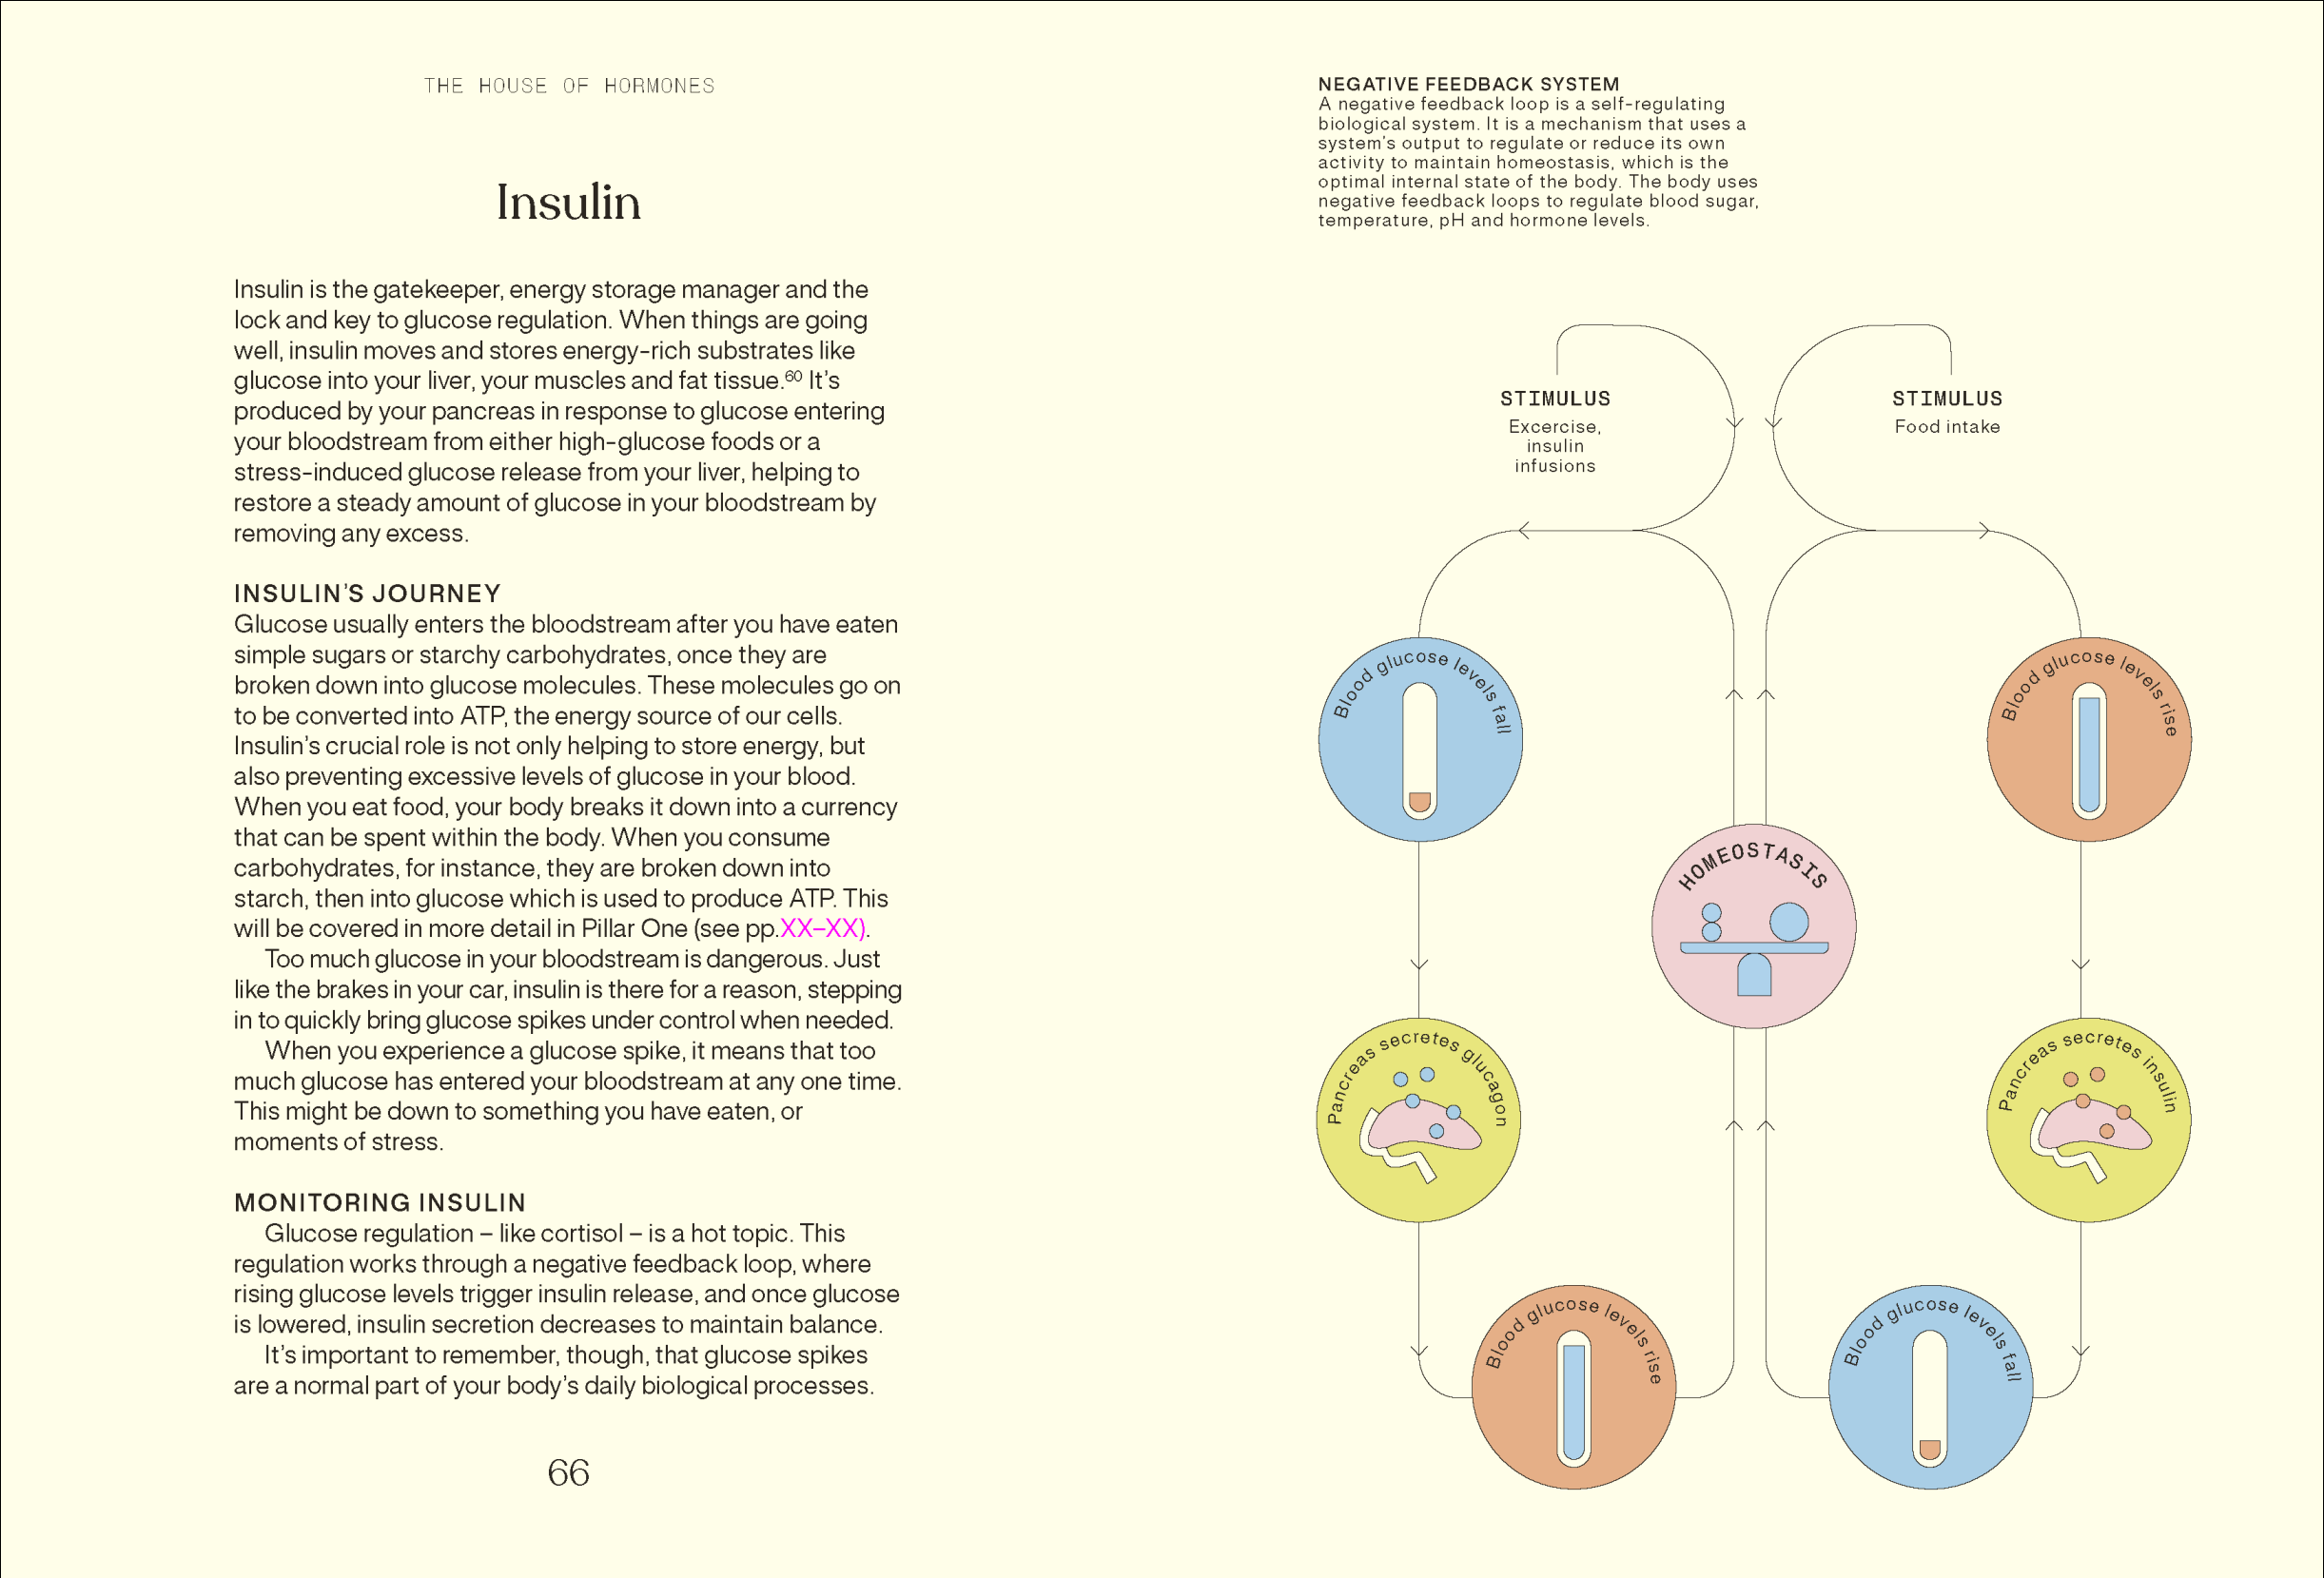 THE HOUSE OF HORMONES
Insulin
Insulin is the gatekeeper, energy storage manager and the
lock and key to glucose regulation. When things are going
well, insulin moves and stores energy-rich substrates like
glucose into your liver, your muscles and fat tissue.⁶⁰ It’s
produced by your pancreas in response to glucose entering
your bloodstream from either high-glucose foods or a
stress-induced glucose release from your liver, helping to
restore a steady amount of glucose in your bloodstream by
removing any excess.
INSULIN’S JOURNEY
Glucose usually enters the bloodstream after you have eaten
simple sugars or starchy carbohydrates, once they are
broken down into glucose molecules. These molecules go on
to be converted into ATP, the energy source of our cells.
Insulin’s crucial role is not only helping to store energy, but
also preventing excessive levels of glucose in your blood.
When you eat food, your body breaks it down into a currency
that can be spent within the body. When you consume
carbohydrates, for instance, they are broken down into
starch, then into glucose which is used to produce ATP. This
will be covered in more detail in Pillar One (see pp.XX–XX).
Too much glucose in your bloodstream is dangerous. Just
like the brakes in your car, insulin is there for a reason, stepping
in to quickly bring glucose spikes under control when needed.
When you experience a glucose spike, it means that too
much glucose has entered your bloodstream at any one time.
This might be down to something you have eaten, or
moments of stress.
MONITORING INSULIN
Glucose regulation – like cortisol – is a hot topic. This
regulation works through a negative feedback loop, where
rising glucose levels trigger insulin release, and once glucose
is lowered, insulin secretion decreases to maintain balance.
It’s important to remember, though, that glucose spikes
are a normal part of your body’s daily biological processes.
66
NEGATIVE FEEDBACK SYSTEM
A negative feedback loop is a self-regulating
biological system. It is a mechanism that uses a
system’s output to regulate or reduce its own
activity to maintain homeostasis, which is the
optimal internal state of the body. The body uses
negative feedback loops to regulate blood sugar,
temperature, pH and hormone levels.
STIMULUS
Excercise,
insulin
infusions
STIMULUS
Food intake
Blood glucose levels fall
Blood glucose levels rise
HOMEOSTASIS
Pancreas secretes glucagon
Pancreas secretes insulin
Blood glucose levels rise
Blood glucose levels fall